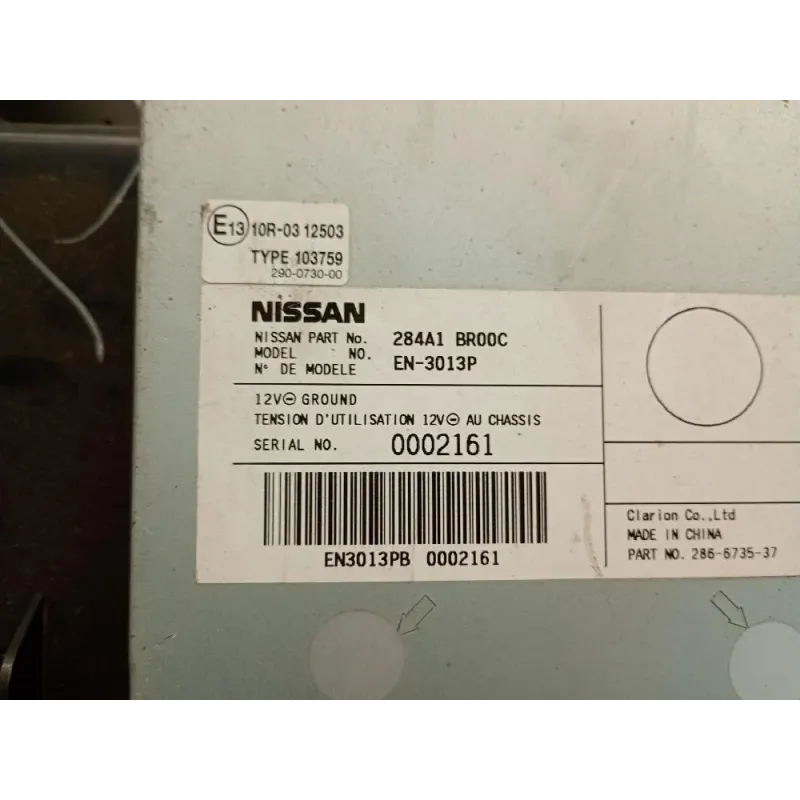 E13 10R-03 12503
TYPE 103759
290-0730-00
NISSAN
NISSAN PART No. 284A1 BR00C
MODEL NO. EN-3013P
N° DE MODELE
12V⊖ GROUND
TENSION D'UTILISATION 12V⊖ AU CHASSIS
SERIAL NO. 0002161
EN3013PB 0002161
Clarion Co.,Ltd
MADE IN CHINA
PART NO. 286-6735-37